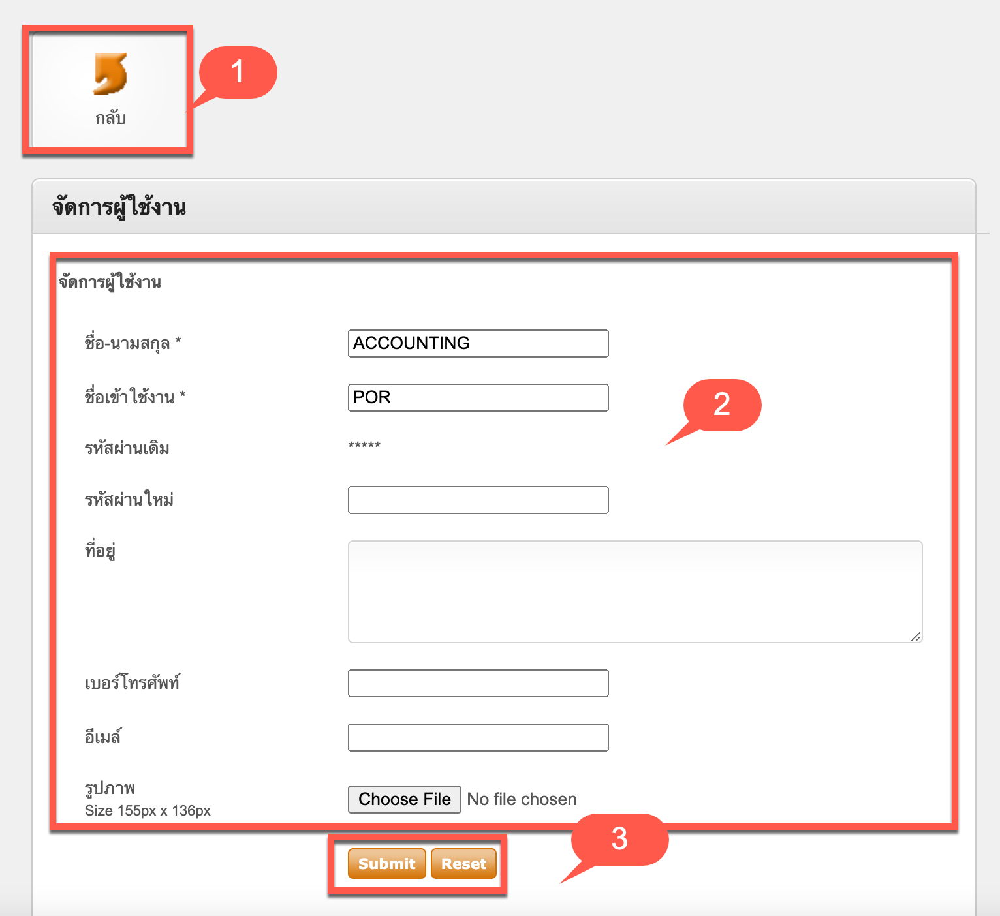 1
กลับ
จัดการผู้ใช้งาน
จัดการผู้ใช้งาน
ชื่อ-นามสกุล * ACCOUNTING
ชื่อเข้าใช้งาน * POR
2
รหัสผ่านเดิม *****
รหัสผ่านใหม่
ที่อยู่
เบอร์โทรศัพท์
อีเมล์
รูปภาพ
Size 155px x 136px
Choose File No file chosen
3
Submit Reset